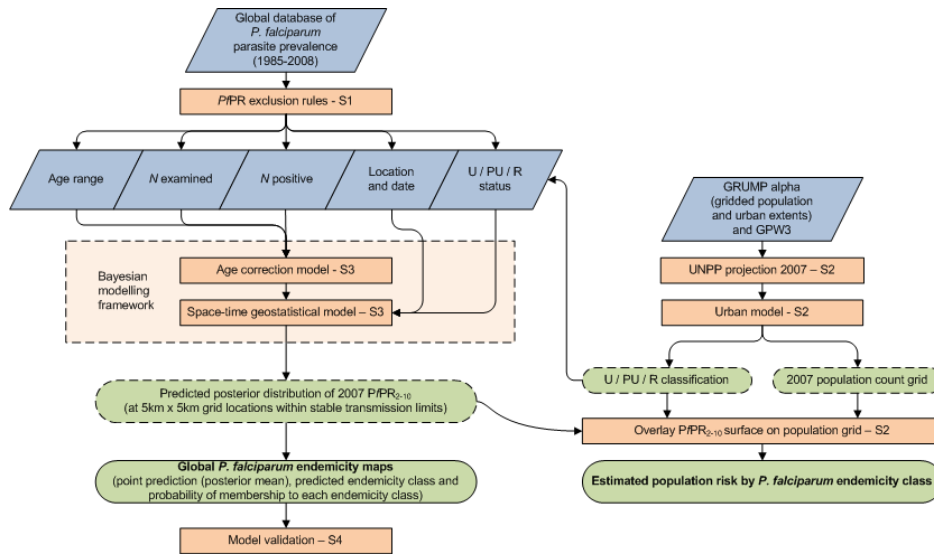 Global database of
P. falciparum
parasite prevalence
(1985-2008)
PfPR exclusion rules - S1
Age range
N examined
N positive
Location
and date
U / PU / R
status
GRUMP alpha
(gridded population
and urban extents)
and GPW3
Bayesian
modelling
framework
Age correction model - S3
Space-time geostatistical model – S3
UNPP projection 2007 – S2
Urban model - S2
Predicted posterior distribution of 2007 PfPR2-10
(at 5km x 5km grid locations within stable transmission limits)
U / PU / R classification
2007 population count grid
Overlay PfPR2-10 surface on population grid – S2
Global P. falciparum endemicity maps
(point prediction (posterior mean), predicted endemicity class and
probability of membership to each endemicity class)
Estimated population risk by P. falciparum endemicity class
Model validation – S4